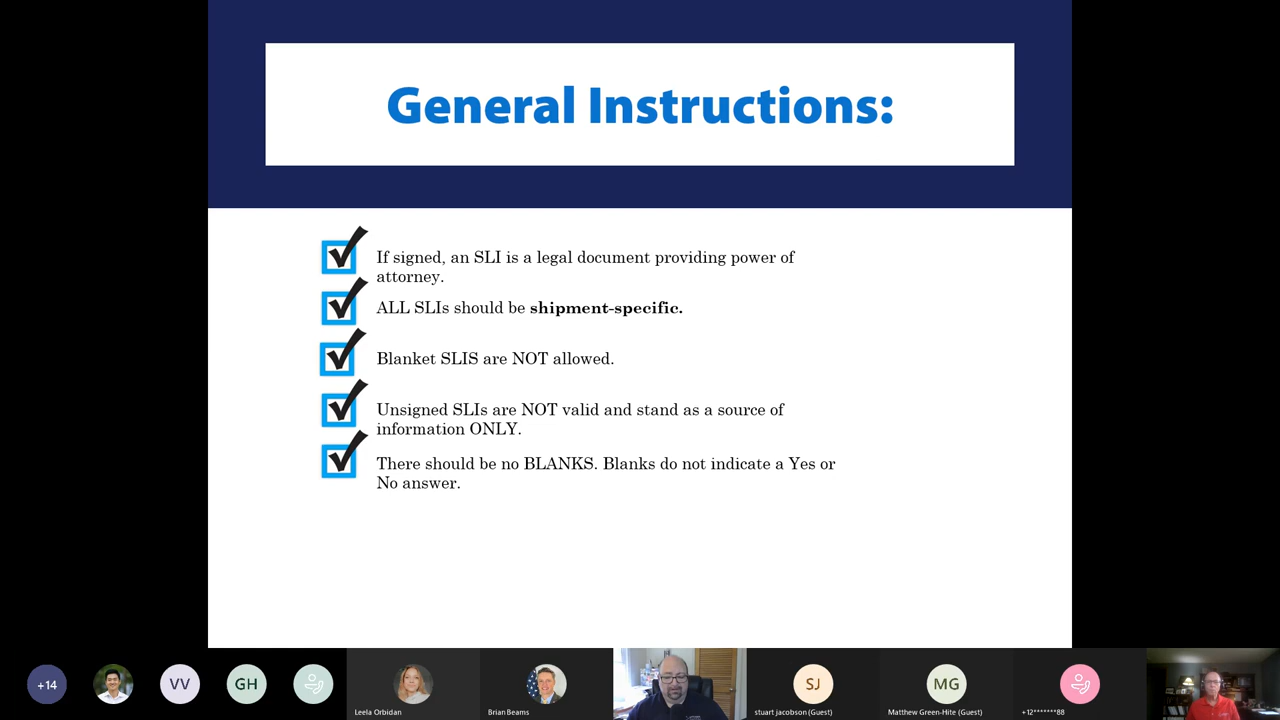 General Instructions:
If signed, an SLI is a legal document providing power of
attorney.
ALL SLIs should be shipment-specific.
Blanket SLIS are NOT allowed.
Unsigned SLIs are NOT valid and stand as a source of
information ONLY.
There should be no BLANKS. Blanks do not indicate a Yes or
No answer.
+14
VV
GH
SJ
MG
Leela Orbidan
Brian Beams
stuart jacobson (Guest)
Matthew Green-Hite (Guest)
+12*******88